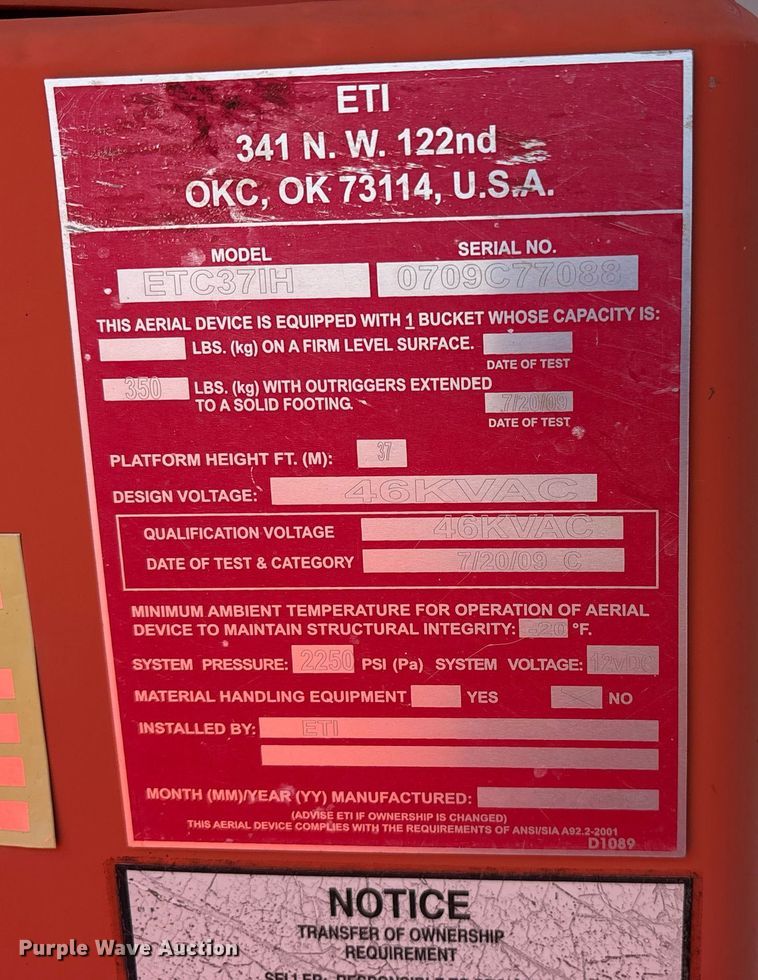 ETI
341 N. W. 122nd
OKC, OK 73114, U.S.A.
MODEL SERIAL NO.
ETC37IH 0709C77088
THIS AERIAL DEVICE IS EQUIPPED WITH 1 BUCKET WHOSE CAPACITY IS:
LBS. (kg) ON A FIRM LEVEL SURFACE.
DATE OF TEST
350 LBS. (kg) WITH OUTRIGGERS EXTENDED
TO A SOLID FOOTING. 7/20/09
DATE OF TEST
PLATFORM HEIGHT FT. (M): 37
DESIGN VOLTAGE: 46KVAC
QUALIFICATION VOLTAGE 46KVAC
DATE OF TEST & CATEGORY 7/20/09 C
MINIMUM AMBIENT TEMPERATURE FOR OPERATION OF AERIAL
DEVICE TO MAINTAIN STRUCTURAL INTEGRITY: -20 °F.
SYSTEM PRESSURE: 2250 PSI (Pa) SYSTEM VOLTAGE: 12vDC
MATERIAL HANDLING EQUIPMENT YES NO
INSTALLED BY: ETI
MONTH (MM)/YEAR (YY) MANUFACTURED:
(ADVISE ETI IF OWNERSHIP IS CHANGED)
THIS AERIAL DEVICE COMPLIES WITH THE REQUIREMENTS OF ANSI/SIA A92.2-2001
D1089
NOTICE
TRANSFER OF OWNERSHIP
REQUIREMENT
Purple Wave Auction